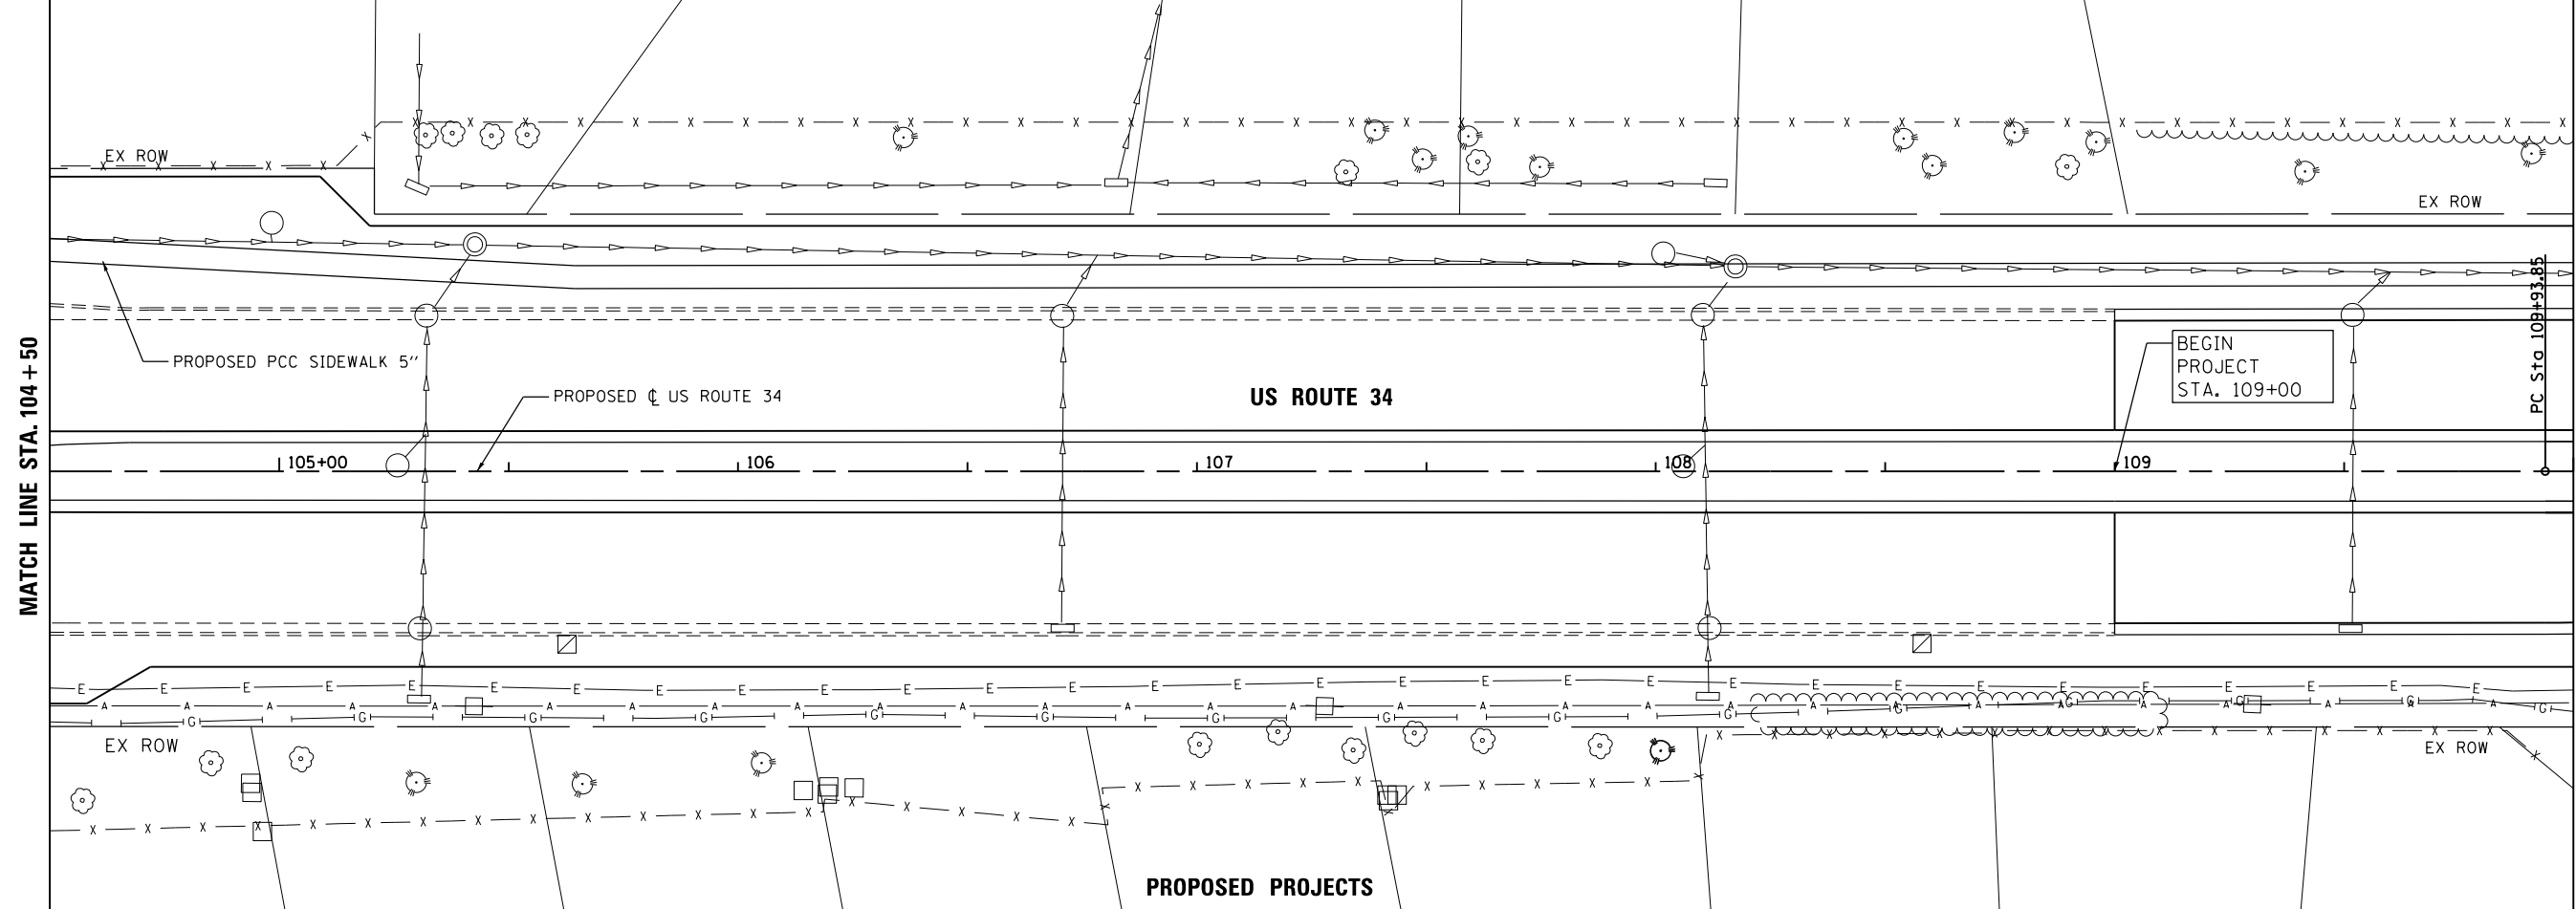 EX ROW
EX ROW
MATCH LINE STA. 104+50
PROPOSED PCC SIDEWALK 5''
PROPOSED ℄ US ROUTE 34
US ROUTE 34
BEGIN
PROJECT
STA. 109+00
PC Sta 109+93.85
105+00
106
107
108
109
E E E E E E E E E E E E E E E E E E E E E E E E E E E E E E
EX ROW
EX ROW
PROPOSED PROJECTS